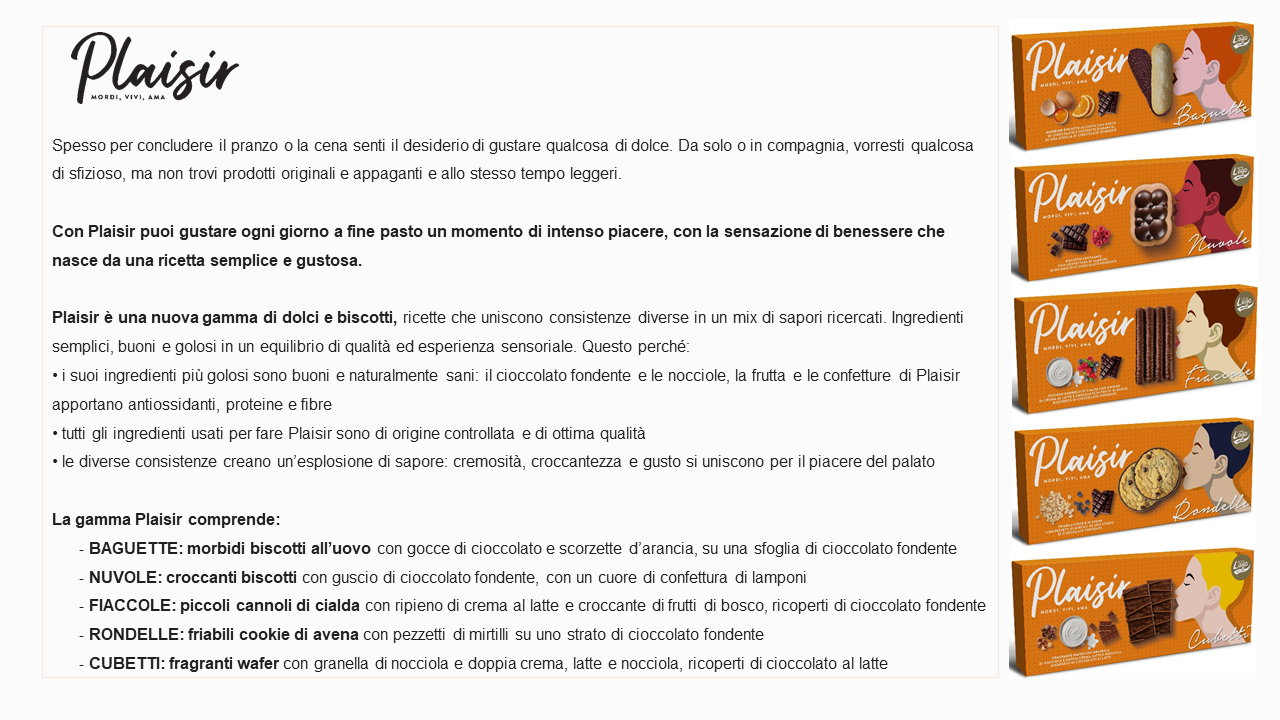 Plaisir
MORDI, VIVI, AMA
Spesso per concludere il pranzo o la cena senti il desiderio di gustare qualcosa di dolce. Da solo o in compagnia, vorresti qualcosa
di sfizioso, ma non trovi prodotti originali e appaganti e allo stesso tempo leggeri.
Con Plaisir puoi gustare ogni giorno a fine pasto un momento di intenso piacere, con la sensazione di benessere che
nasce da una ricetta semplice e gustosa.
Plaisir è una nuova gamma di dolci e biscotti, ricette che uniscono consistenze diverse in un mix di sapori ricercati. Ingredienti
semplici, buoni e golosi in un equilibrio di qualità ed esperienza sensoriale. Questo perché:
• i suoi ingredienti più golosi sono buoni e naturalmente sani: il cioccolato fondente e le nocciole, la frutta e le confetture di Plaisir
apportano antiossidanti, proteine e fibre
• tutti gli ingredienti usati per fare Plaisir sono di origine controllata e di ottima qualità
• le diverse consistenze creano un’esplosione di sapore: cremosità, croccantezza e gusto si uniscono per il piacere del palato
La gamma Plaisir comprende:
- BAGUETTE: morbidi biscotti all’uovo con gocce di cioccolato e scorzette d’arancia, su una sfoglia di cioccolato fondente
- NUVOLE: croccanti biscotti con guscio di cioccolato fondente, con un cuore di confettura di lamponi
- FIACCOLE: piccoli cannoli di cialda con ripieno di crema al latte e croccante di frutti di bosco, ricoperti di cioccolato fondente
- RONDELLE: friabili cookie di avena con pezzetti di mirtilli su uno strato di cioccolato fondente
- CUBETTI: fragranti wafer con granella di nocciola e doppia crema, latte e nocciola, ricoperti di cioccolato al latte
Plaisir
MORDI, VIVI, AMA
Logo
Baguette
Plaisir
MORDI, VIVI, AMA
Logo
Nuvole
Plaisir
MORDI, VIVI, AMA
Logo
Fiaccole
Plaisir
MORDI, VIVI, AMA
Logo
Rondelle
Plaisir
MORDI, VIVI, AMA
Logo
Cubetti